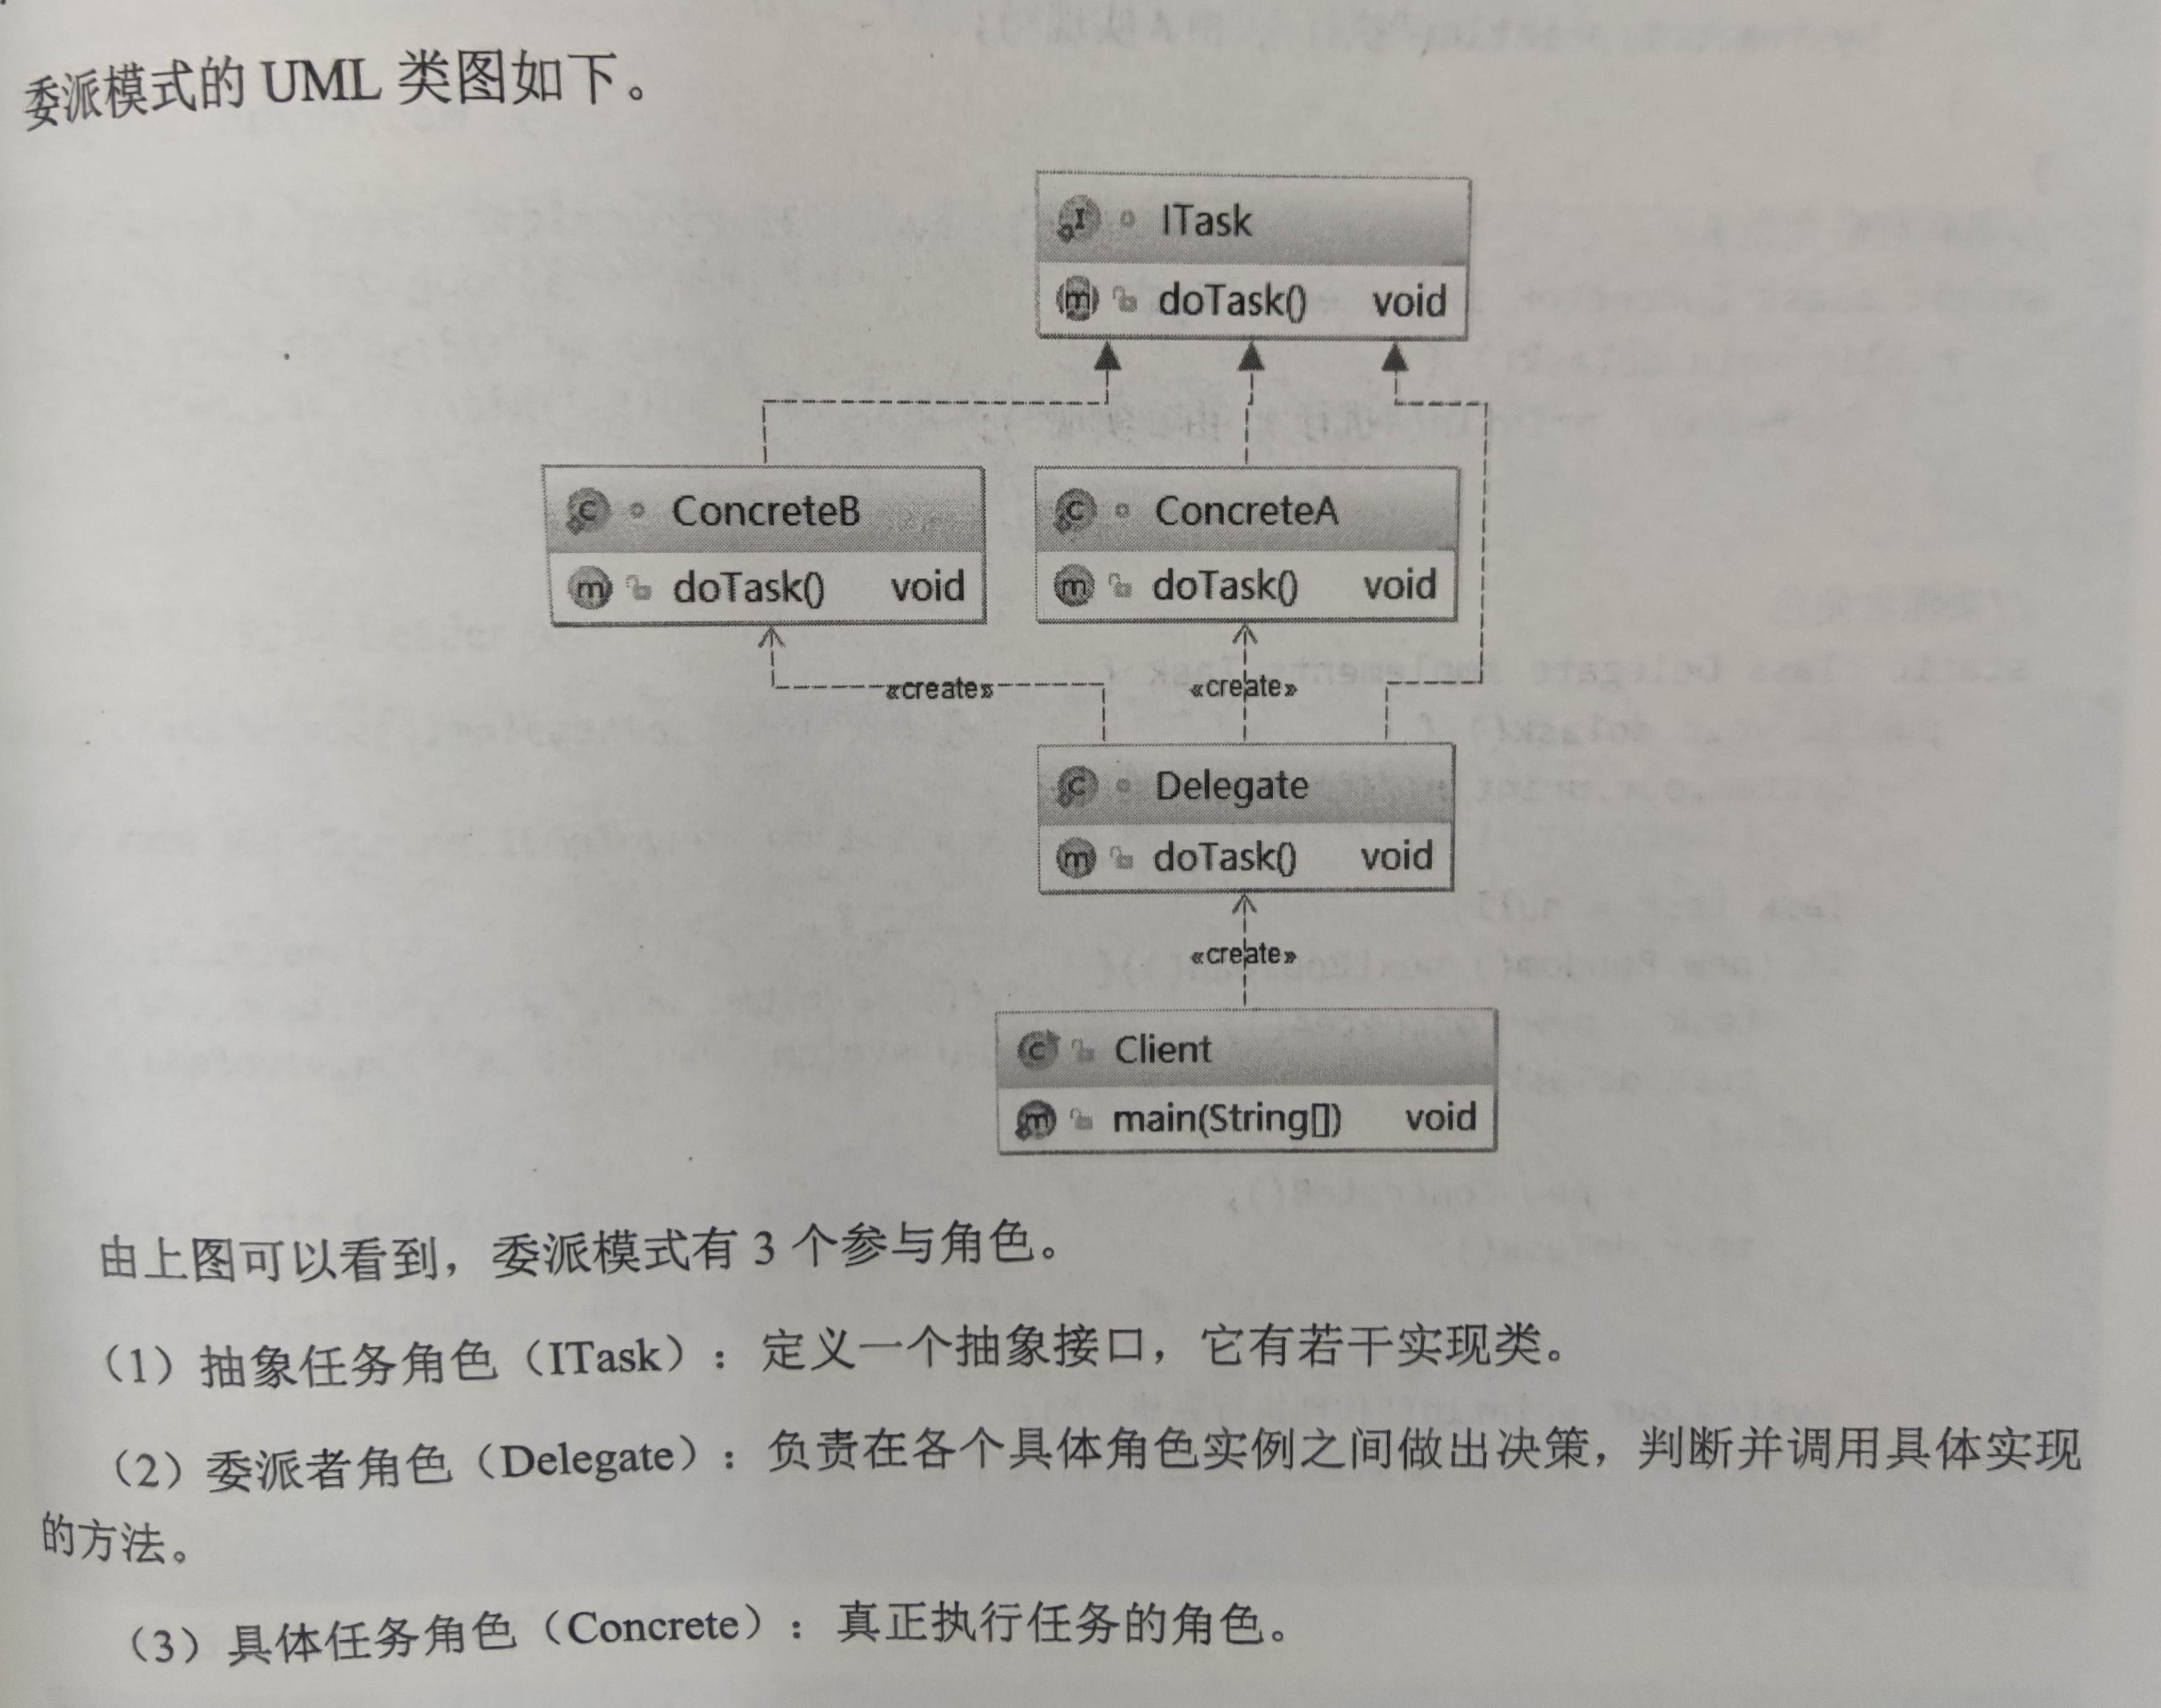 委派模式的 UML 类图如下。
ITask
doTask() void
ConcreteB
ConcreteA
doTask() void
doTask() void
«create»
«create»
Delegate
doTask() void
«create»
Client
main(String[]) void
由上图可以看到，委派模式有 3 个参与角色。
（1）抽象任务角色（ITask）：定义一个抽象接口，它有若干实现类。
（2）委派者角色（Delegate）：负责在各个具体角色实例之间做出决策，判断并调用具体实现
的方法。
（3）具体任务角色（Concrete）：真正执行任务的角色。